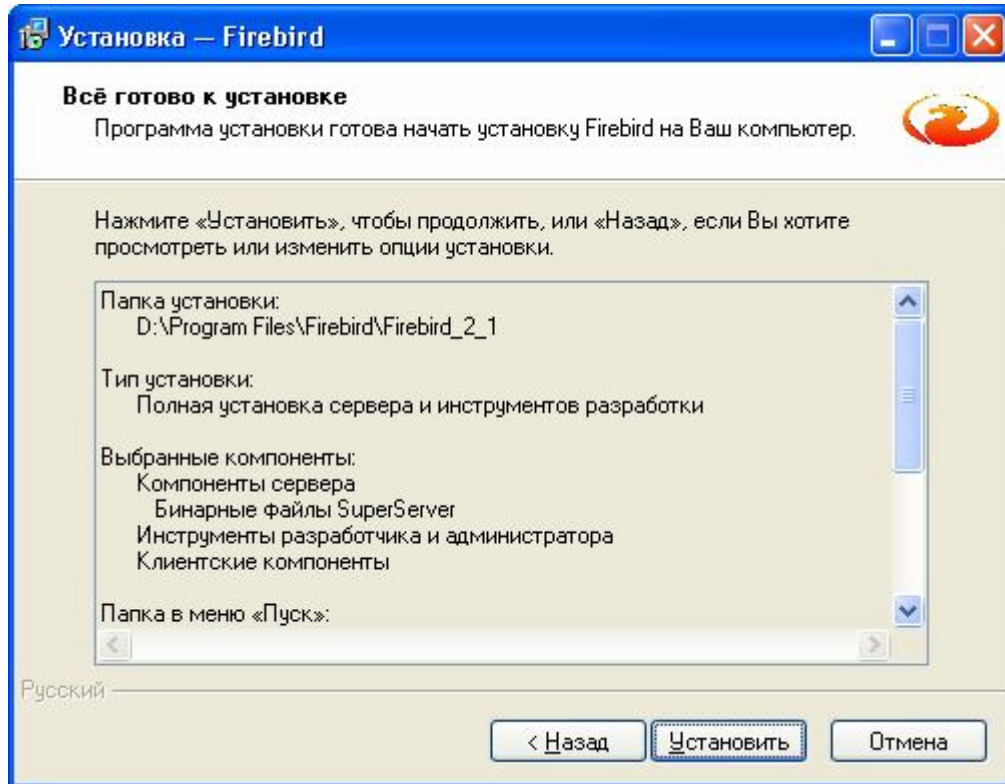 Установка — Firebird
Всё готово к установке
Программа установки готова начать установку Firebird на Ваш компьютер.
Нажмите «Установить», чтобы продолжить, или «Назад», если Вы хотите
просмотреть или изменить опции установки.
Папка установки:
D:\Program Files\Firebird\Firebird_2_1
Тип установки:
Полная установка сервера и инструментов разработки
Выбранные компоненты:
Компоненты сервера
Бинарные файлы SuperServer
Инструменты разработчика и администратора
Клиентские компоненты
Папка в меню «Пуск»:
Русский
< Назад Установить Отмена